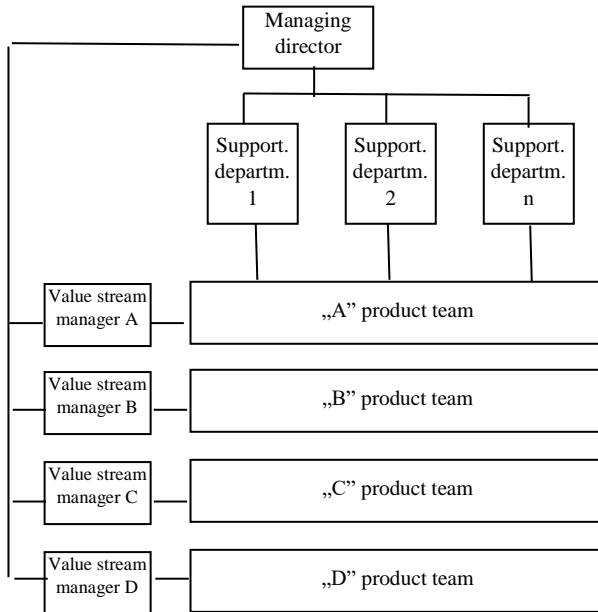 Managing
director
Support.
departm.
1
Support.
departm.
2
Support.
departm.
n
Value stream
manager A
„A” product team
Value stream
manager B
„B” product team
Value stream
manager C
„C” product team
Value stream
manager D
„D” product team